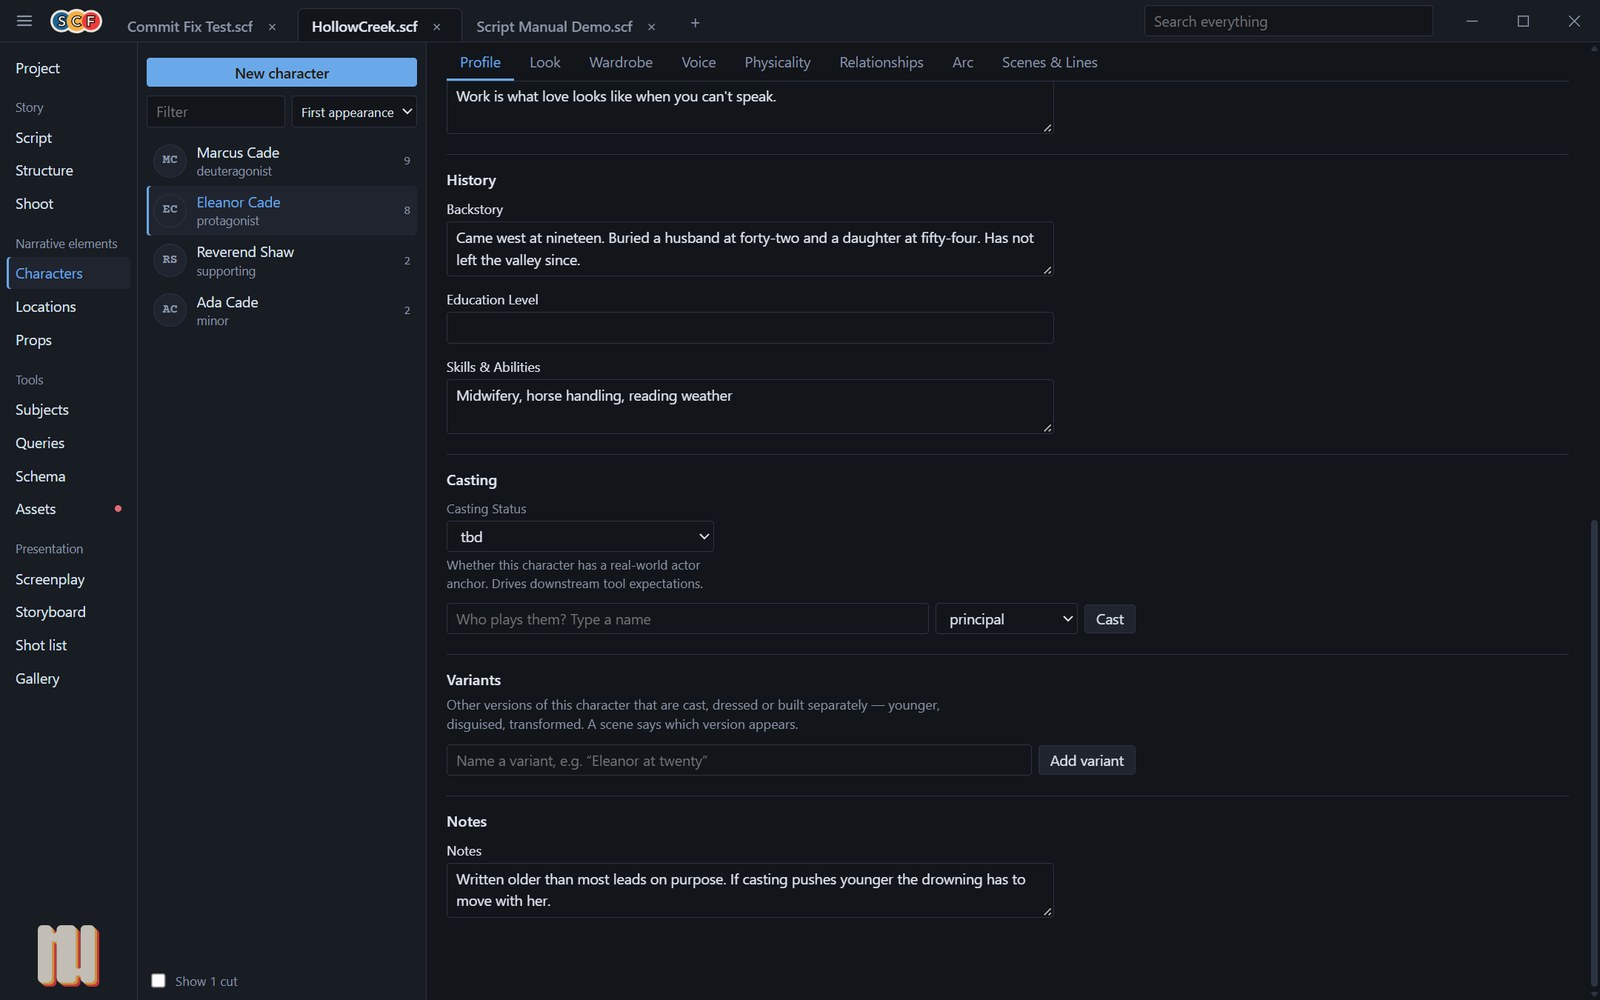 SCF
Commit Fix Test.scf ×
HollowCreek.scf ×
Script Manual Demo.scf ×
+
Search everything
Project
Story
Script
Structure
Shoot
Narrative elements
Characters
Locations
Props
Tools
Subjects
Queries
Schema
Assets
Presentation
Screenplay
Storyboard
Shot list
Gallery
New character
Filter
First appearance
MC
Marcus Cade
deuteragonist
9
EC
Eleanor Cade
protagonist
8
RS
Reverend Shaw
supporting
2
AC
Ada Cade
minor
2
Show 1 cut
Profile Look Wardrobe Voice Physicality Relationships Arc Scenes & Lines
Work is what love looks like when you can't speak.
History
Backstory
Came west at nineteen. Buried a husband at forty-two and a daughter at fifty-four. Has not
left the valley since.
Education Level
Skills & Abilities
Midwifery, horse handling, reading weather
Casting
Casting Status
tbd
Whether this character has a real-world actor
anchor. Drives downstream tool expectations.
Who plays them? Type a name
principal
Cast
Variants
Other versions of this character that are cast, dressed or built separately — younger,
disguised, transformed. A scene says which version appears.
Name a variant, e.g. “Eleanor at twenty”
Add variant
Notes
Notes
Written older than most leads on purpose. If casting pushes younger the drowning has to
move with her.